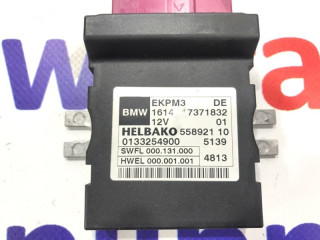 EKPM3 DE
BMW 1614 7371832
12V 01
HELBAKO 558921 10
0133254900 5139
SWFL 000.131.000
HWEL 000.001.001 4813